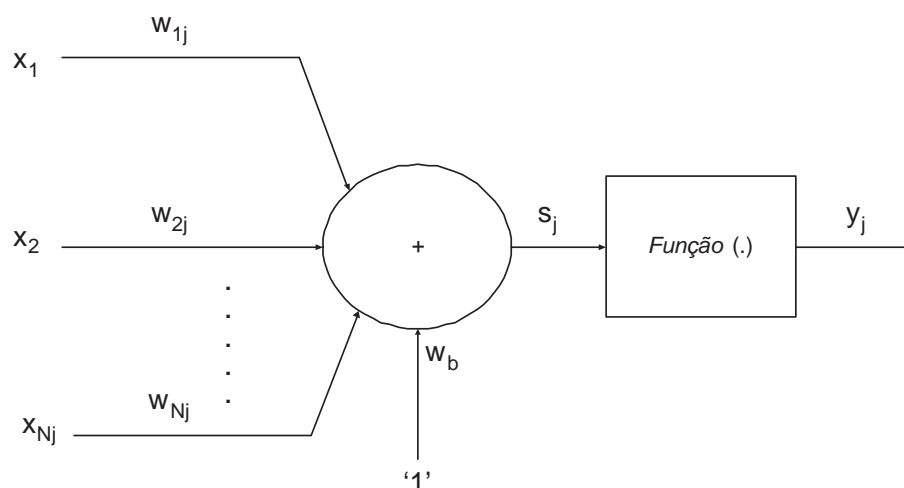 w1j
x1
w2j
x2
sj
yj
+
Função (.)
wb
wNj
xNj
‘1’